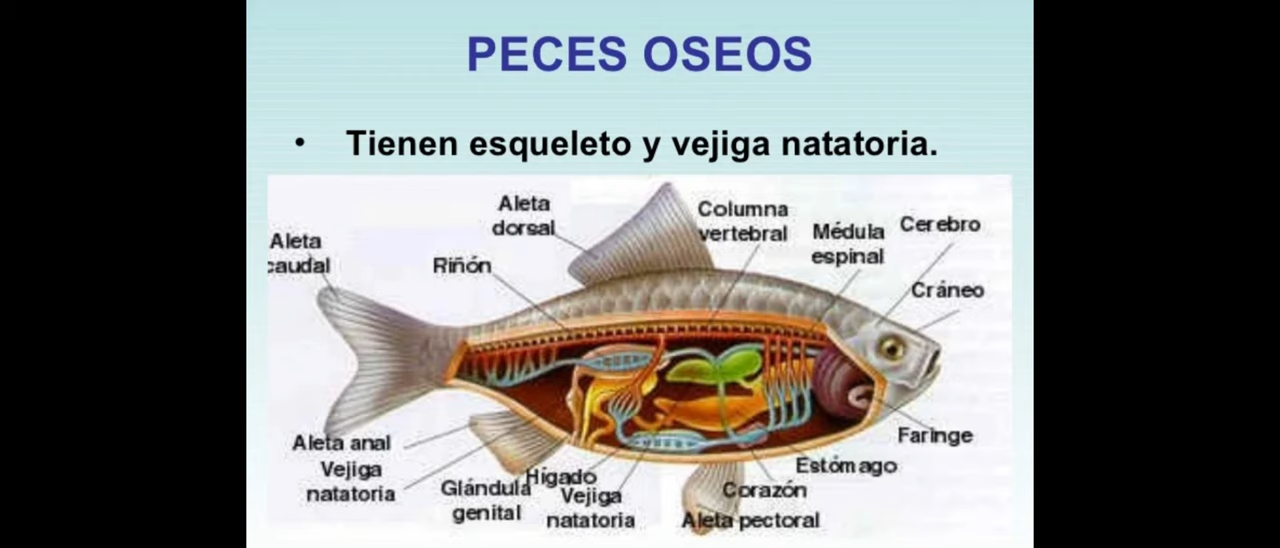 PECES OSEOS
• Tienen esqueleto y vejiga natatoria.
Aleta
dorsal
Columna
vertebral
Médula
espinal
Cerebro
Aleta
caudal
Riñón
Cráneo
Aleta anal
Vejiga
natatoria
Glándula
genital
Hígado
Vejiga
natatoria
Faringe
Estómago
Corazón
Aleta pectoral